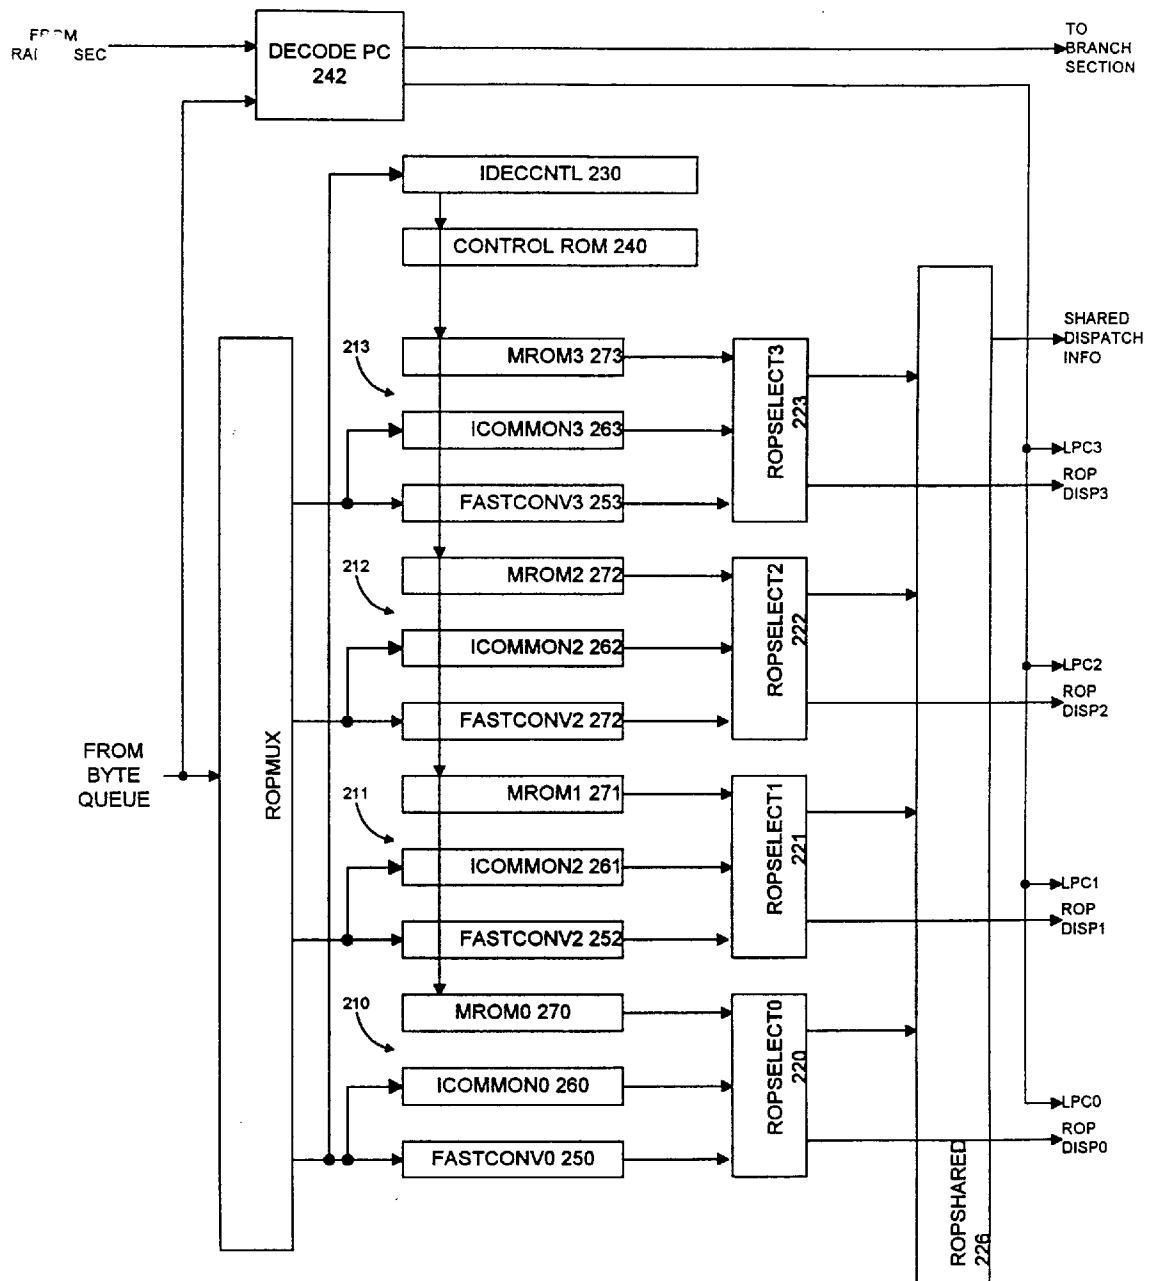 FROM
SEC
DECODE PC
242
TO
BRANCH
SECTION
IDECCNTL 230
CONTROL ROM 240
213
MROM3 273
ICOMMON3 263
FASTCONV3 253
ROPSELECT3
223
SHARED
DISPATCH
INFO
LPC3
ROP
DISP3
212
MROM2 272
ICOMMON2 262
FASTCONV2 272
ROPSELECT2
222
LPC2
ROP
DISP2
FROM
BYTE
QUEUE
ROPMUX
211
MROM1 271
ICOMMON2 261
FASTCONV2 252
ROPSELECT1
221
LPC1
ROP
DISP1
210
MROM0 270
ICOMMON0 260
FASTCONV0 250
ROPSELECT0
220
LPC0
ROP
DISP0
ROPSHARED
226